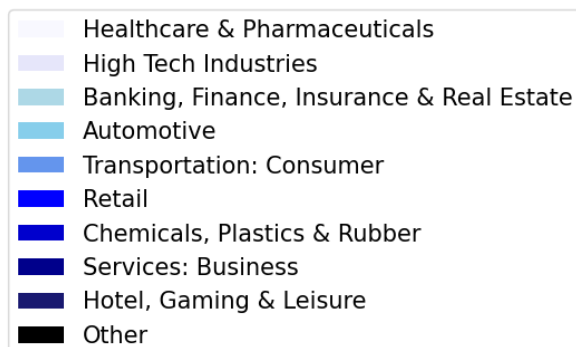 Healthcare & Pharmaceuticals
High Tech Industries
Banking, Finance, Insurance & Real Estate
Automotive
Transportation: Consumer
Retail
Chemicals, Plastics & Rubber
Services: Business
Hotel, Gaming & Leisure
Other